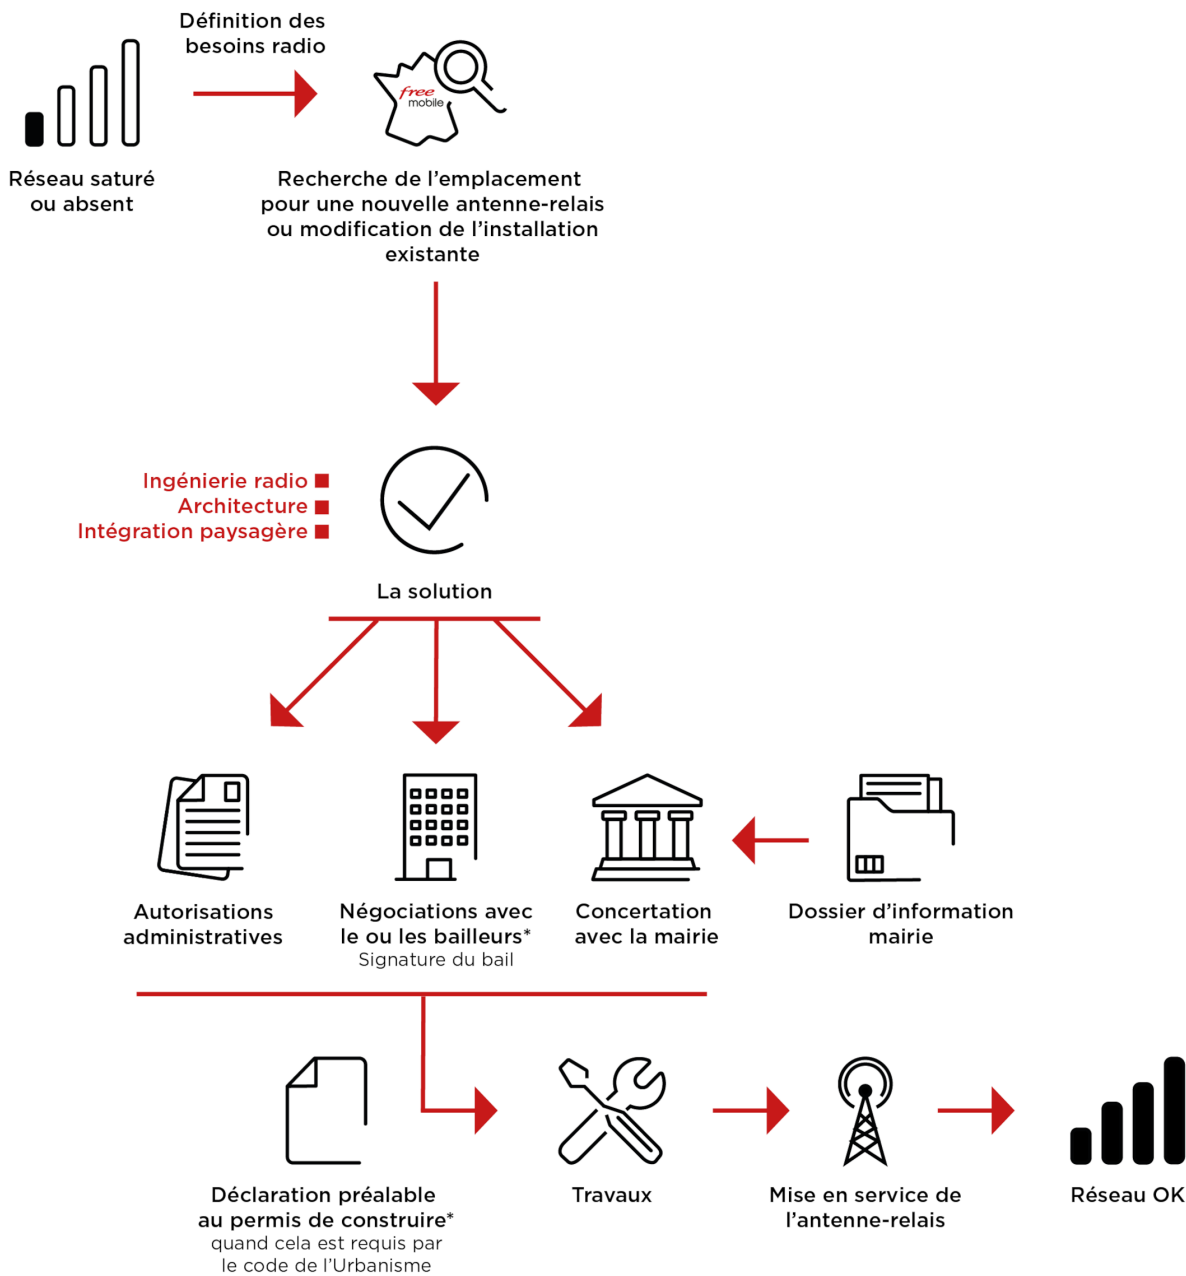 Définition des
besoins radio
free
mobile
Réseau saturé
ou absent
Recherche de l'emplacement
pour une nouvelle antenne-relais
ou modification de l'installation
existante
Ingénierie radio
Architecture
Intégration paysagère
La solution
Autorisations
administratives
Négociations avec
le ou les bailleurs*
Signature du bail
Concertation
avec la mairie
Dossier d'information
mairie
Déclaration préalable
au permis de construire*
quand cela est requis par
le code de l'Urbanisme
Travaux
Mise en service de
l'antenne-relais
Réseau OK